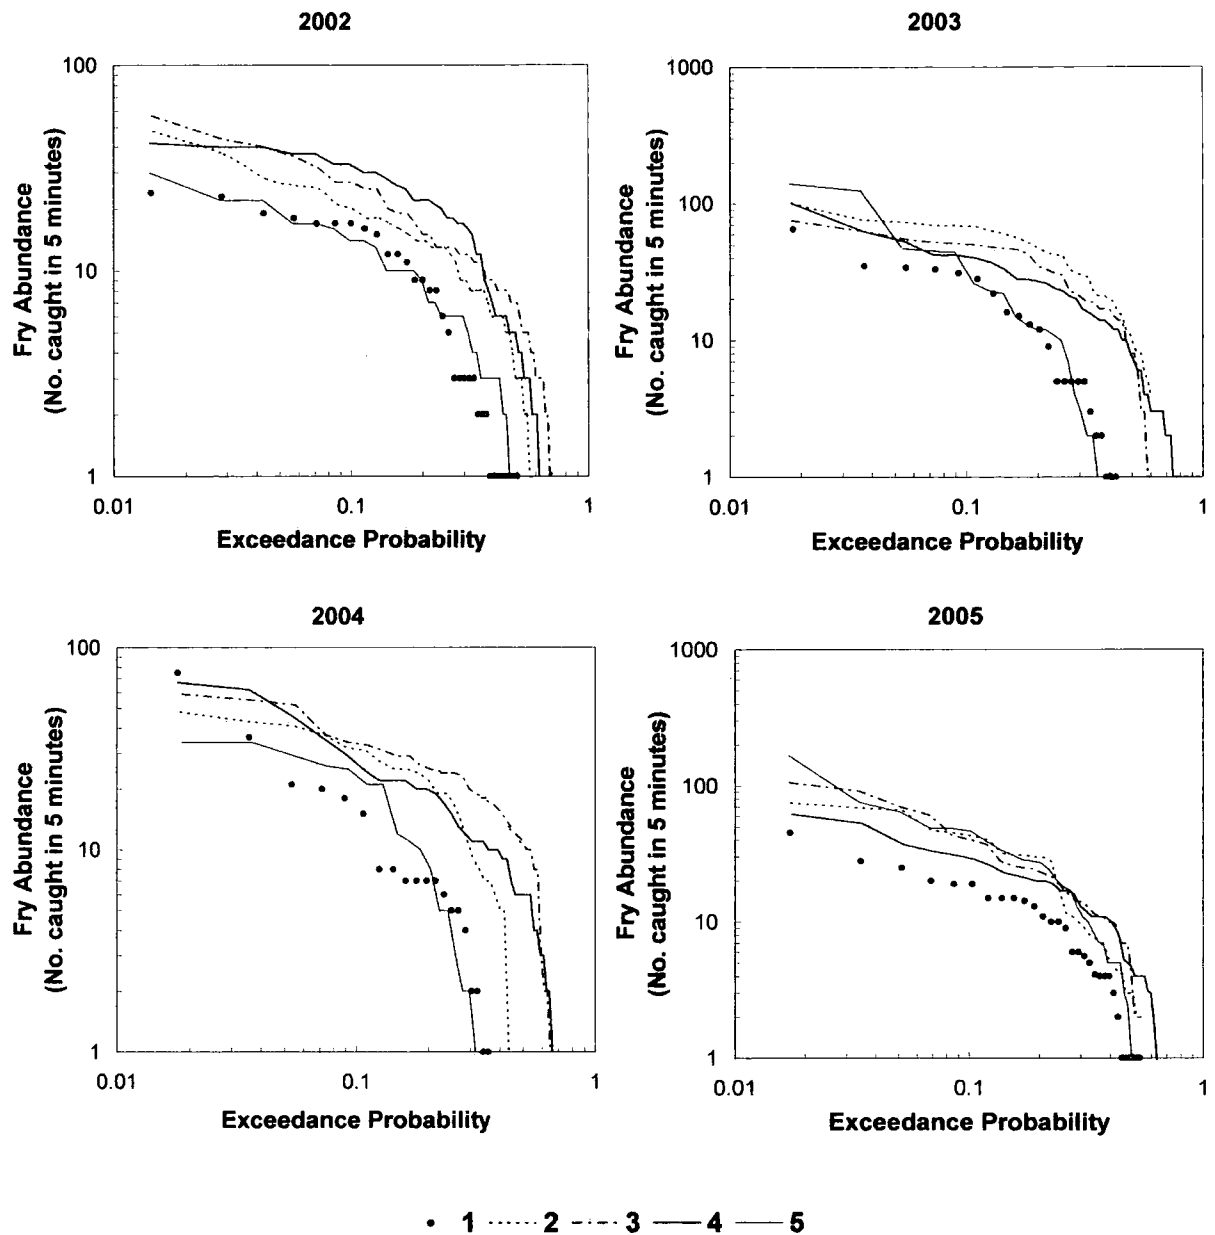 2002
100
10
1
0.01
0.1
1
Fry Abundance
(No. caught in 5 minutes)
Exceedance Probability
2003
1000
100
10
1
0.01
0.1
1
Fry Abundance
(No. caught in 5 minutes)
Exceedance Probability
2004
100
10
1
0.01
0.1
1
Fry Abundance
(No. caught in 5 minutes)
Exceedance Probability
2005
1000
100
10
1
0.01
0.1
1
Fry Abundance
(No. caught in 5 minutes)
Exceedance Probability
1 2 3 4 5